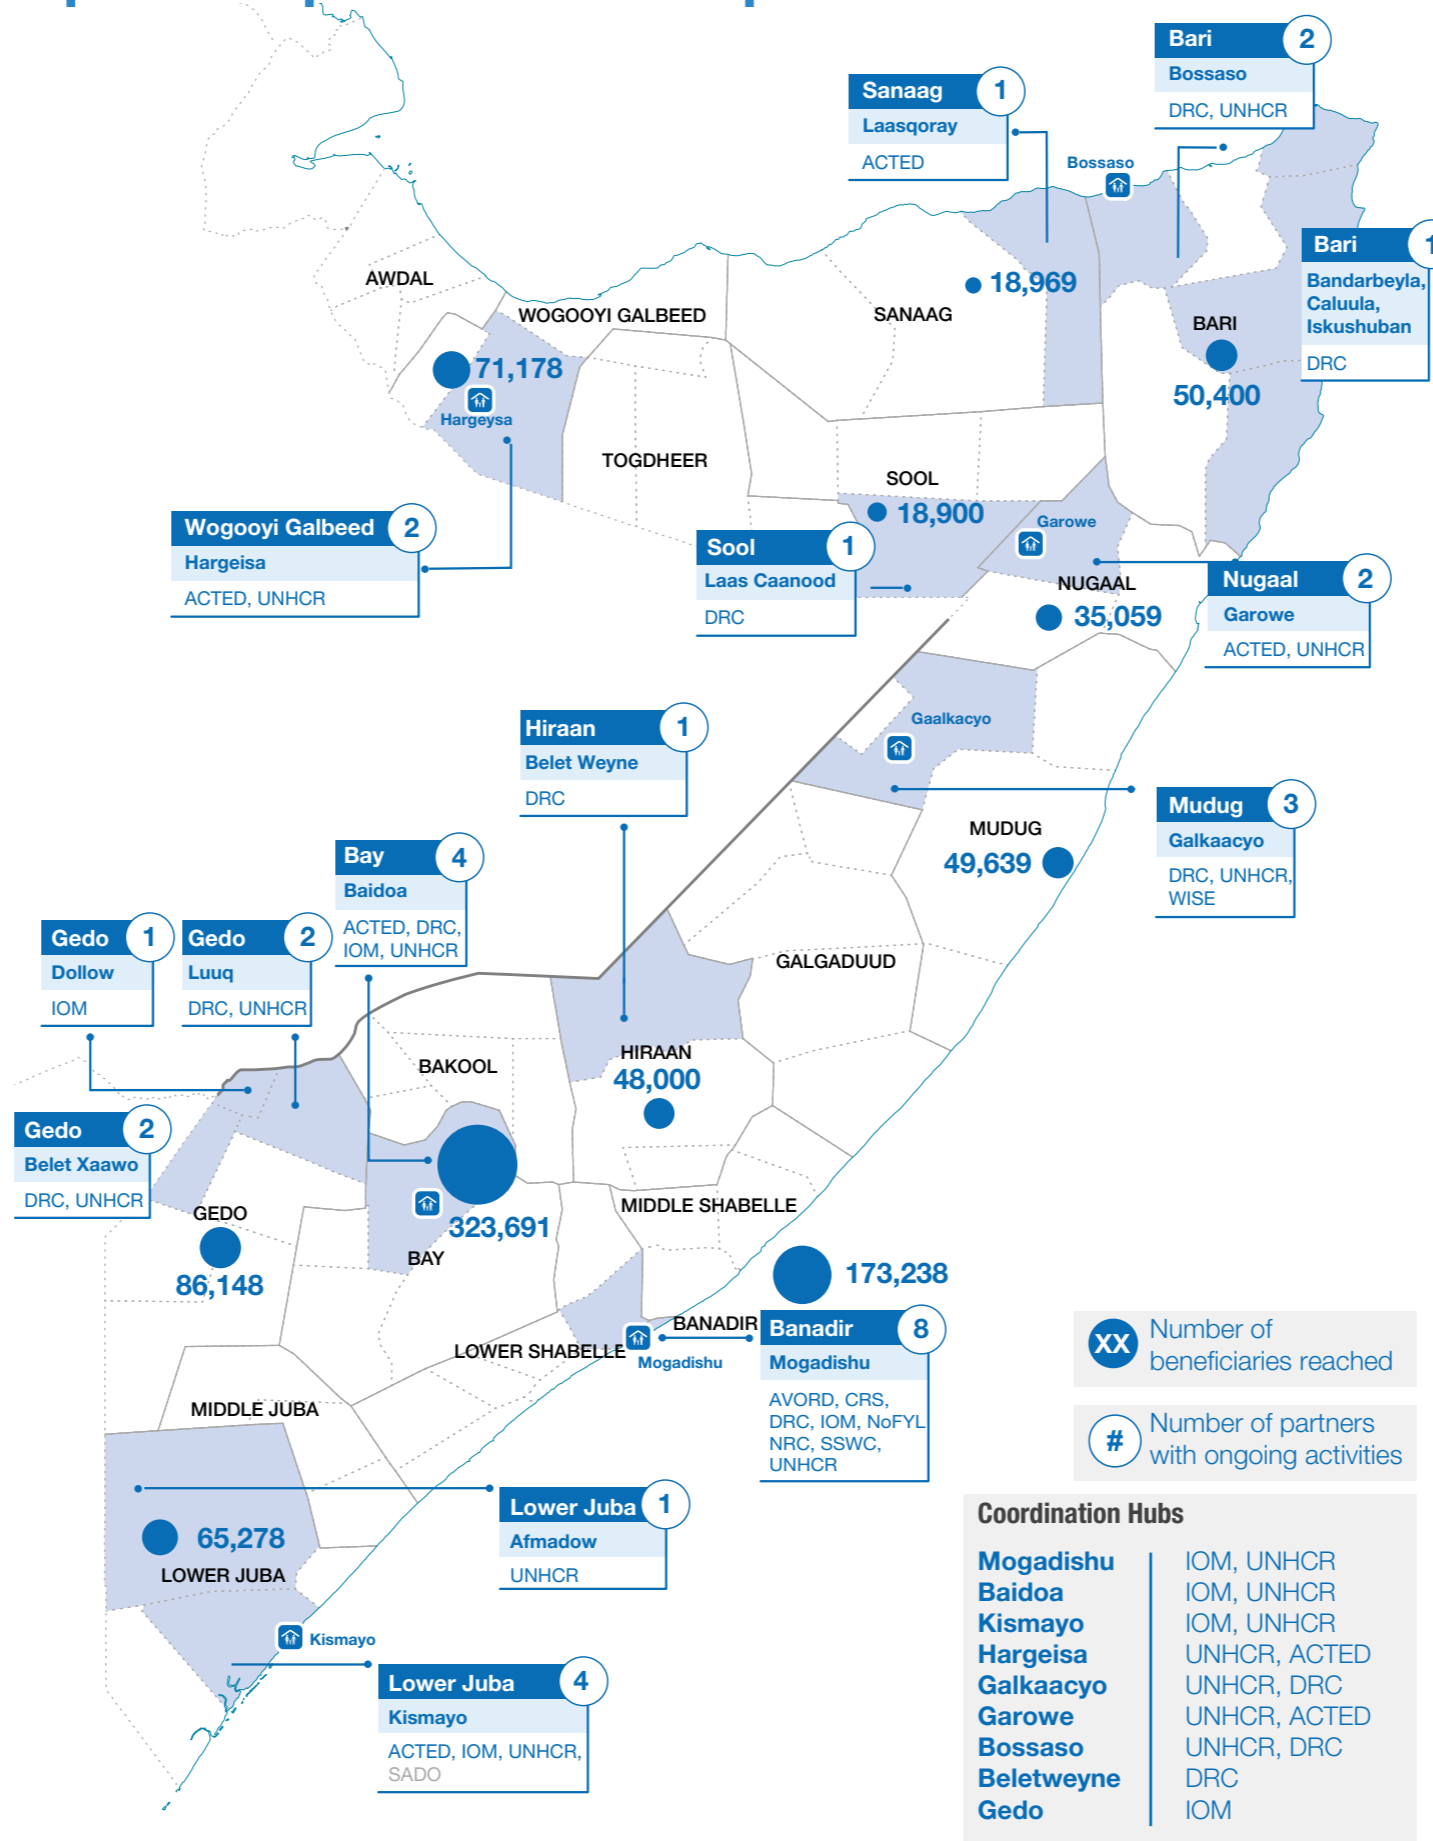 Bari 2
Bossaso
DRC, UNHCR
Sanaag 1
Laasqoray
ACTED
Bossaso
Bari 1
Bandarbeyla,
Caluula,
Iskushuban
DRC
AWDAL
WOGOOYI GALBEED
SANAAG
18,969
BARI
50,400
71,178
Hargeysa
TOGDHEER
SOOL
18,900
Garowe
Wogooyi Galbeed 2
Hargeisa
ACTED, UNHCR
Sool 1
Laas Caanood
DRC
NUGAAL
35,059
Nugaal 2
Garowe
ACTED, UNHCR
Gaalkacyo
Hiraan 1
Belet Weyne
DRC
Mudug 3
Galkaacyo
DRC, UNHCR,
WISE
MUDUG
49,639
Bay 4
Baidoa
ACTED, DRC,
IOM, UNHCR
Gedo 1
Dollow
IOM
Gedo 2
Luuq
DRC, UNHCR
GALGADUUD
BAKOOL
HIRAAN
48,000
Gedo 2
Belet Xaawo
DRC, UNHCR
GEDO
86,148
323,691
BAY
MIDDLE SHABELLE
173,238
BANADIR
Banadir 8
Mogadishu
AVORD, CRS,
DRC, IOM, NoFYL
NRC, SSWC,
UNHCR
LOWER SHABELLE
Mogadishu
MIDDLE JUBA
Lower Juba 1
Afmadow
UNHCR
65,278
LOWER JUBA
Kismayo
Lower Juba 4
Kismayo
ACTED, IOM, UNHCR,
SADO
XX Number of
beneficiaries reached
# Number of partners
with ongoing activities
Coordination Hubs
Mogadishu IOM, UNHCR
Baidoa IOM, UNHCR
Kismayo IOM, UNHCR
Hargeisa UNHCR, ACTED
Galkaacyo UNHCR, DRC
Garowe UNHCR, ACTED
Bossaso UNHCR, DRC
Beletweyne DRC
Gedo IOM